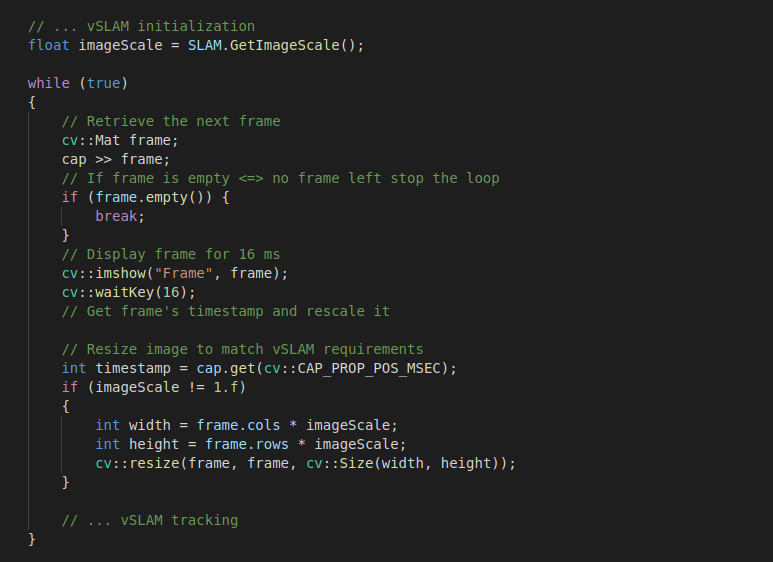 // ... vSLAM initialization
float imageScale = SLAM.GetImageScale();
while (true)
{
// Retrieve the next frame
cv::Mat frame;
cap >> frame;
// If frame is empty <=> no frame left stop the loop
if (frame.empty()) {
break;
}
// Display frame for 16 ms
cv::imshow("Frame", frame);
cv::waitKey(16);
// Get frame's timestamp and rescale it
// Resize image to match vSLAM requirements
int timestamp = cap.get(cv::CAP_PROP_POS_MSEC);
if (imageScale != 1.f)
{
int width = frame.cols * imageScale;
int height = frame.rows * imageScale;
cv::resize(frame, frame, cv::Size(width, height));
}
// ... vSLAM tracking
}